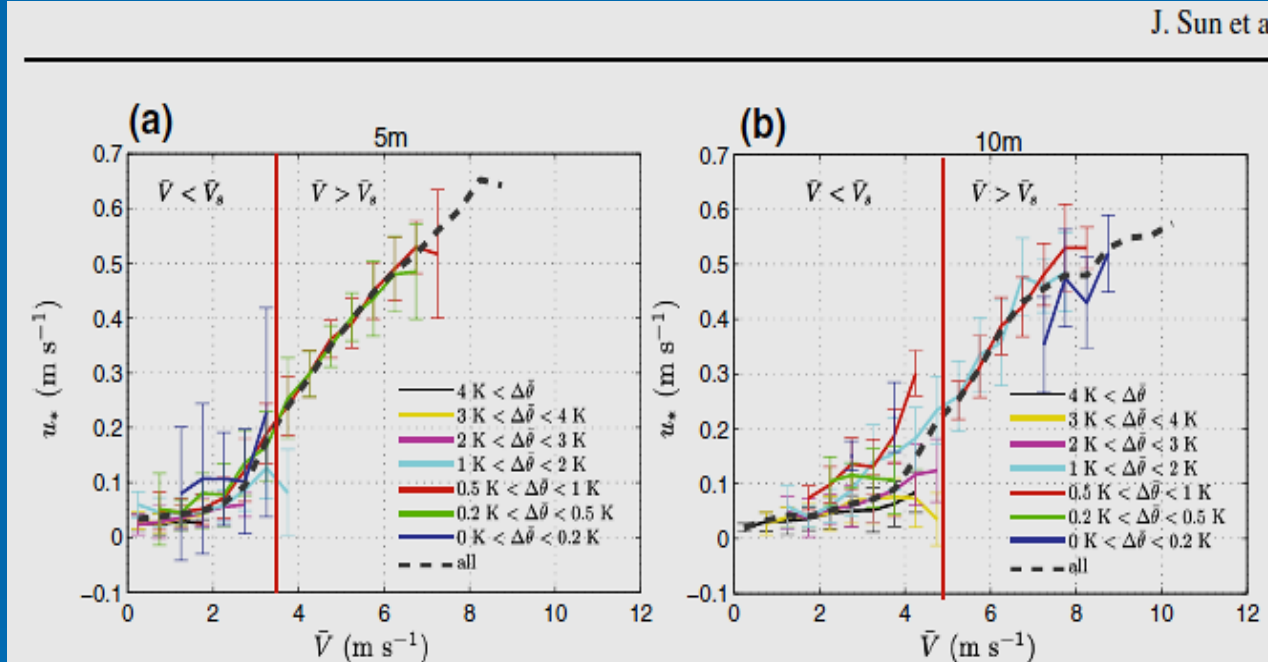 J. Sun et a
(a)
5m
V̄ < V̄s
V̄ > V̄s
0.7
0.6
0.5
0.4
0.3
0.2
0.1
0
−0.1
u* (m s−1)
4 K < Δθ̄
3 K < Δθ̄ < 4 K
2 K < Δθ̄ < 3 K
1 K < Δθ̄ < 2 K
0.5 K < Δθ̄ < 1 K
0.2 K < Δθ̄ < 0.5 K
0 K < Δθ̄ < 0.2 K
all
0 2 4 6 8 10 12
V̄ (m s−1)
(b)
10m
V̄ < V̄s
V̄ > V̄s
0.7
0.6
0.5
0.4
0.3
0.2
0.1
0
−0.1
u* (m s−1)
4 K < Δθ̄
3 K < Δθ̄ < 4 K
2 K < Δθ̄ < 3 K
1 K < Δθ̄ < 2 K
0.5 K < Δθ̄ < 1 K
0.2 K < Δθ̄ < 0.5 K
0 K < Δθ̄ < 0.2 K
all
0 2 4 6 8 10 12
V̄ (m s−1)